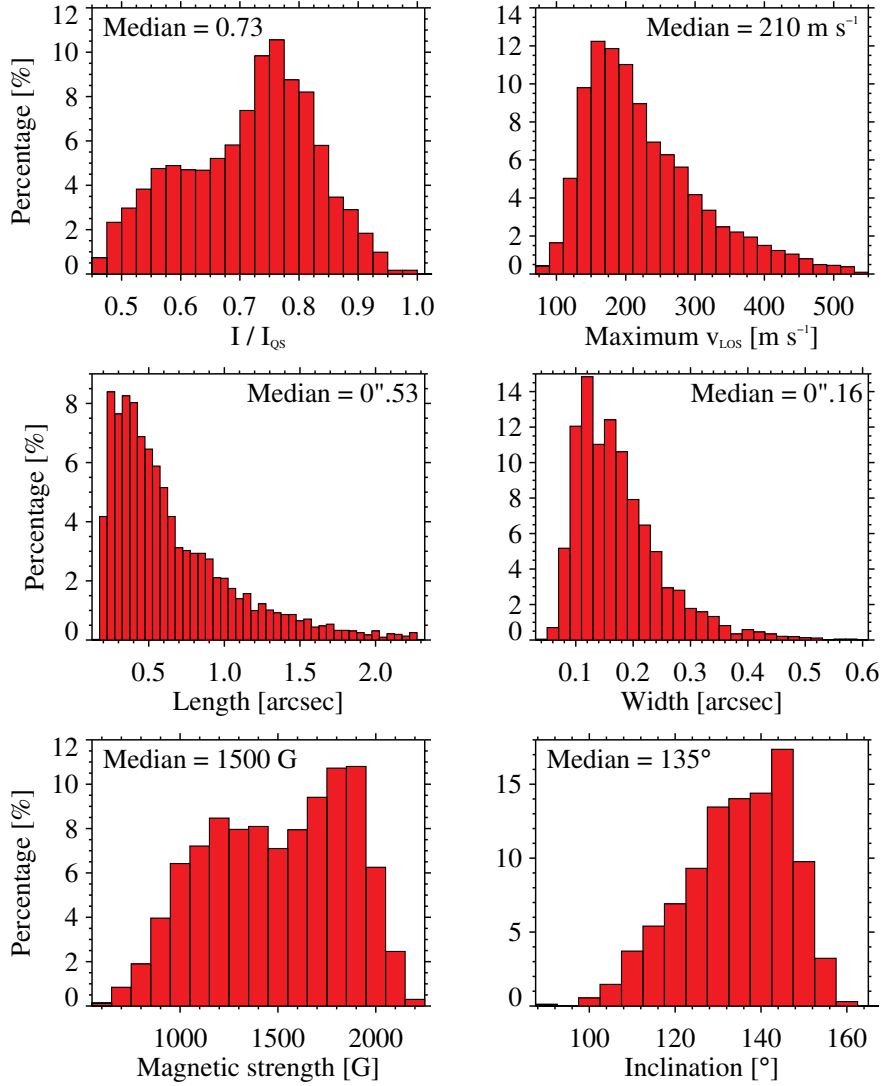 Median = 0.73
Percentage [%]
12
10
8
6
4
2
0
0.5 0.6 0.7 0.8 0.9 1.0
I / IQS
Median = 210 m s⁻¹
14
12
10
8
6
4
2
0
100 200 300 400 500
Maximum vLOS [m s⁻¹]
Median = 0".53
Percentage [%]
8
6
4
2
0
0.5 1.0 1.5 2.0
Length [arcsec]
Median = 0".16
14
12
10
8
6
4
2
0
0.1 0.2 0.3 0.4 0.5 0.6
Width [arcsec]
Median = 1500 G
Percentage [%]
12
10
8
6
4
2
0
1000 1500 2000
Magnetic strength [G]
Median = 135°
15
10
5
0
100 120 140 160
Inclination [°]